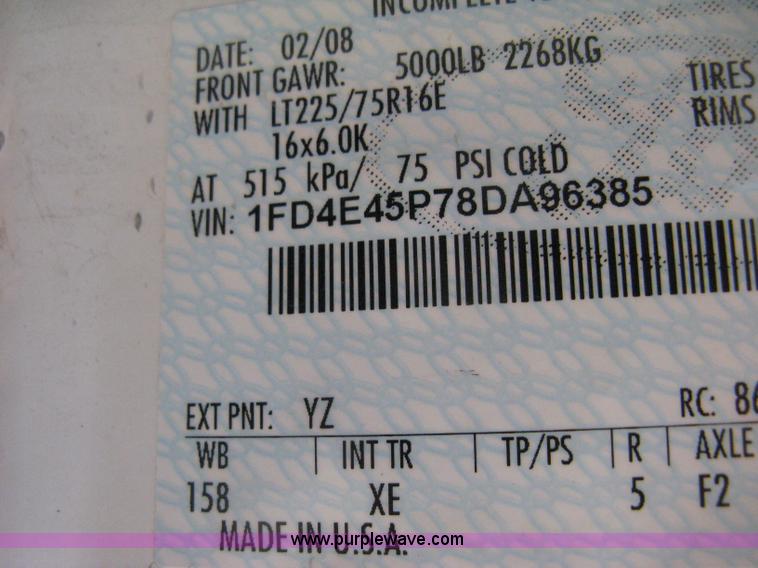 DATE: 02/08
FRONT GAWR: 5000LB 2268KG
WITH LT225/75R16E TIRES
16x6.0K RIMS
AT 515 kPa/ 75 PSI COLD
VIN: 1FD4E45P78DA96385
EXT PNT: YZ RC: 86
WB INT TR TP/PS R AXLE
158 XE 5 F2
MADE IN U.S.A.
www.purplewave.com